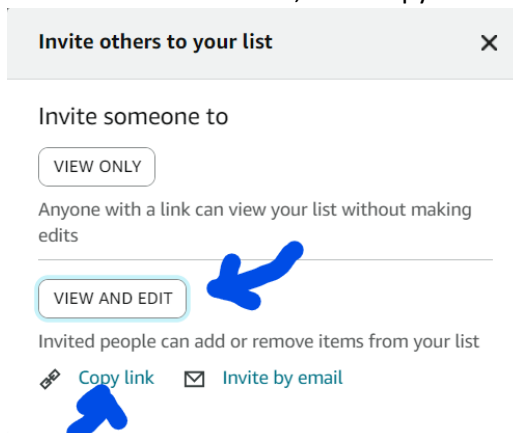 Invite others to your list
Invite someone to
VIEW ONLY
Anyone with a link can view your list without making
edits
VIEW AND EDIT
Invited people can add or remove items from your list
Copy link Invite by email